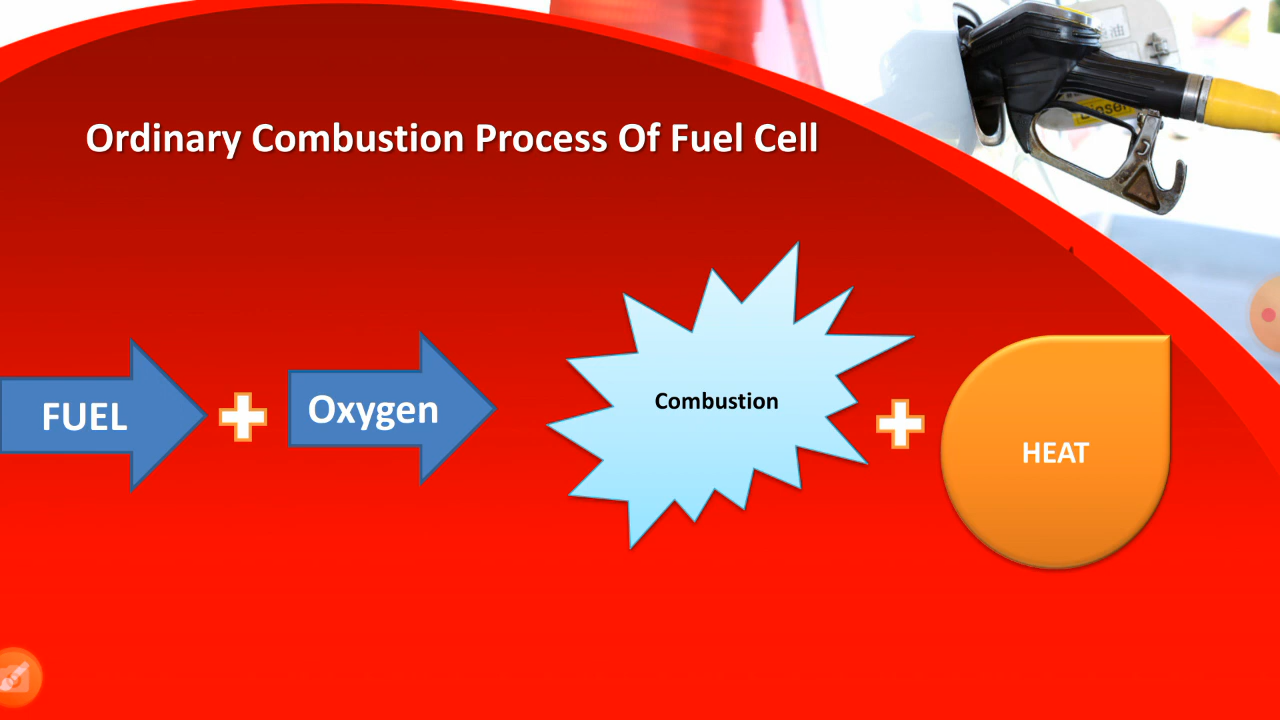 Ordinary Combustion Process Of Fuel Cell
FUEL
Oxygen
Combustion
HEAT